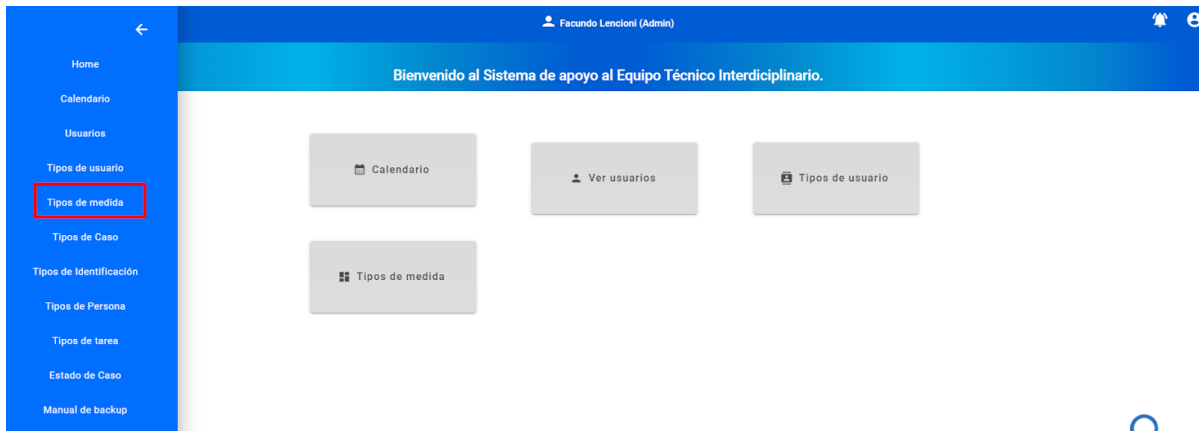 Facundo Lencioni (Admin)
Bienvenido al Sistema de apoyo al Equipo Técnico Interdiciplinario.
Home
Calendario
Usuarios
Tipos de usuario
Tipos de medida
Tipos de Caso
Tipos de Identificación
Tipos de Persona
Tipos de tarea
Estado de Caso
Manual de backup
Calendario
Ver usuarios
Tipos de usuario
Tipos de medida